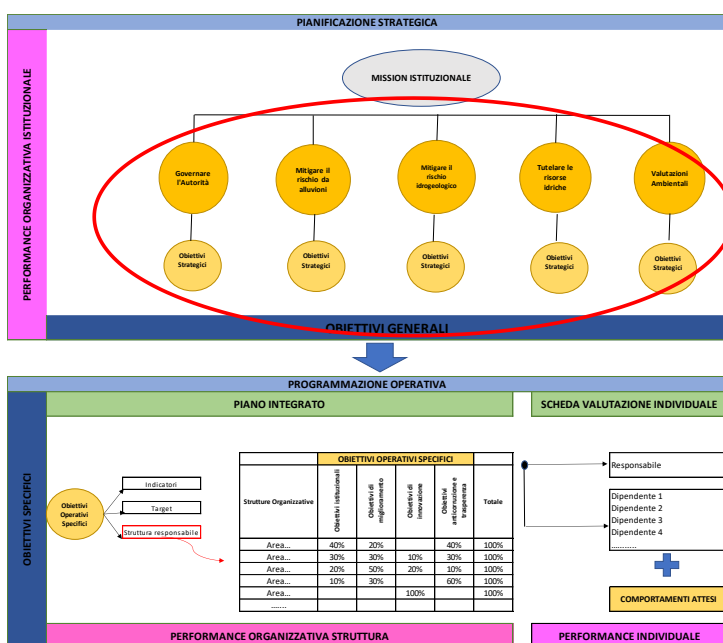 PIANIFICAZIONE STRATEGICA
PERFORMANCE ORGANIZZATIVA ISTITUZIONALE
MISSION ISTITUZIONALE
Governare
l'Autorità
Mitigare il
rischio da
alluvioni
Mitigare il
rischio
idrogeologico
Tutelare le
risorse
idriche
Valutazioni
Ambientali
Obiettivi
Strategici
Obiettivi
Strategici
Obiettivi
Strategici
Obiettivi
Strategici
Obiettivi
Strategici
OBIETTIVI GENERALI
PROGRAMMAZIONE OPERATIVA
OBIETTIVI SPECIFICI
PIANO INTEGRATO
SCHEDA VALUTAZIONE INDIVIDUALE
Obiettivi
Operativi
Specifici
Indicatori
Target
Struttura responsabile
OBIETTIVI OPERATIVI SPECIFICI
Strutture Organizzative
Obiettivi istituzionali
Obiettivi di
miglioramento
Obiettivi di
innovazione
Obiettivi
anticorruzione e
trasparenza
Totale
Area... 40% 20% 40% 100%
Area... 30% 30% 10% 30% 100%
Area... 20% 50% 20% 10% 100%
Area... 10% 30% 60% 100%
Area... 100% 100%
.......
Responsabile
Dipendente 1
Dipendente 2
Dipendente 3
Dipendente 4
...........
COMPORTAMENTI ATTESI
PERFORMANCE ORGANIZZATIVA STRUTTURA
PERFORMANCE INDIVIDUALE